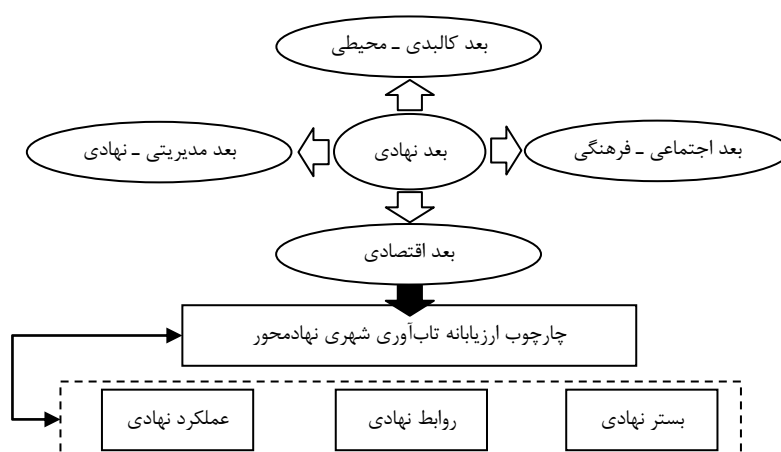 بعد کالبدی ـ محیطی
بعد اجتماعی ـ فرهنگی
بعد نهادی
بعد مدیریتی ـ نهادی
بعد اقتصادی
چارچوب ارزیابانه تاب‌آوری شهری نهادمحور
بستر نهادی
روابط نهادی
عملکرد نهادی